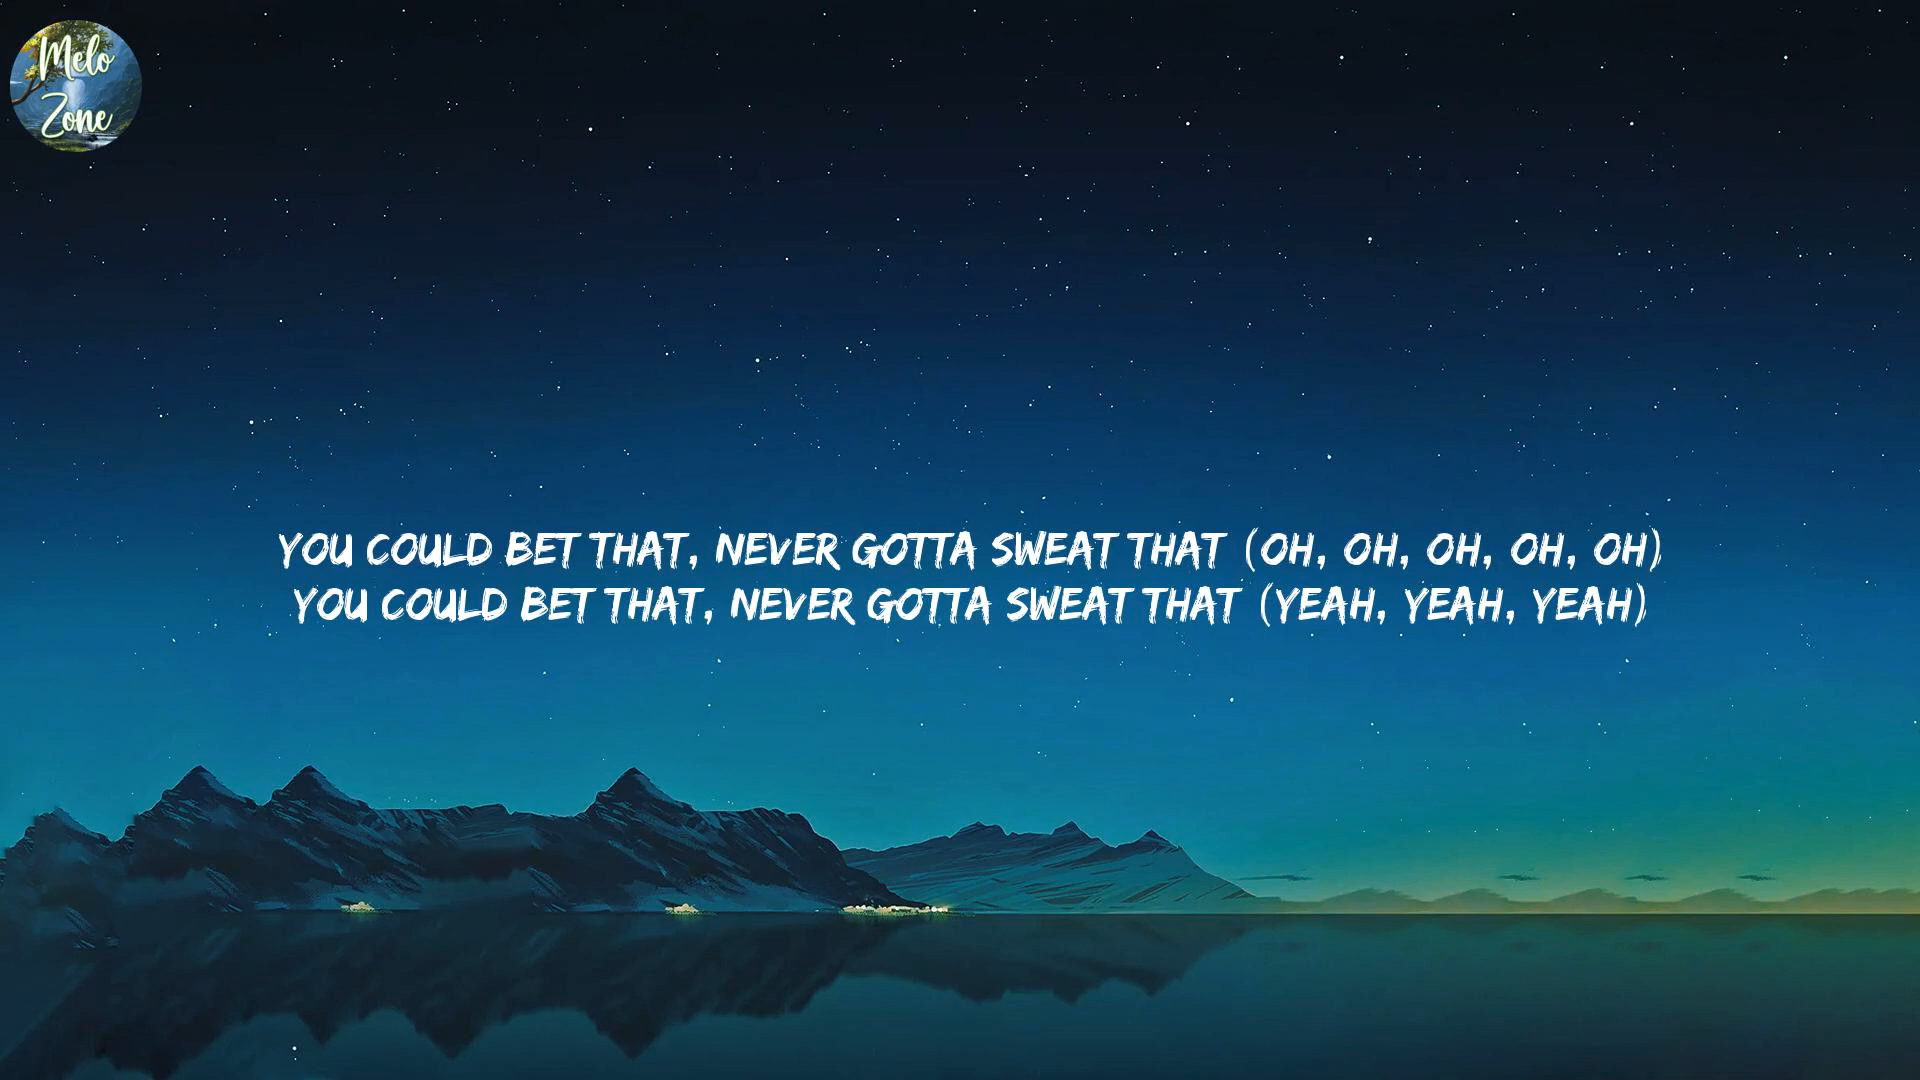 Melo
Zone
YOU COULD BET THAT, NEVER GOTTA SWEAT THAT (OH, OH, OH, OH, OH)
YOU COULD BET THAT, NEVER GOTTA SWEAT THAT (YEAH, YEAH, YEAH)